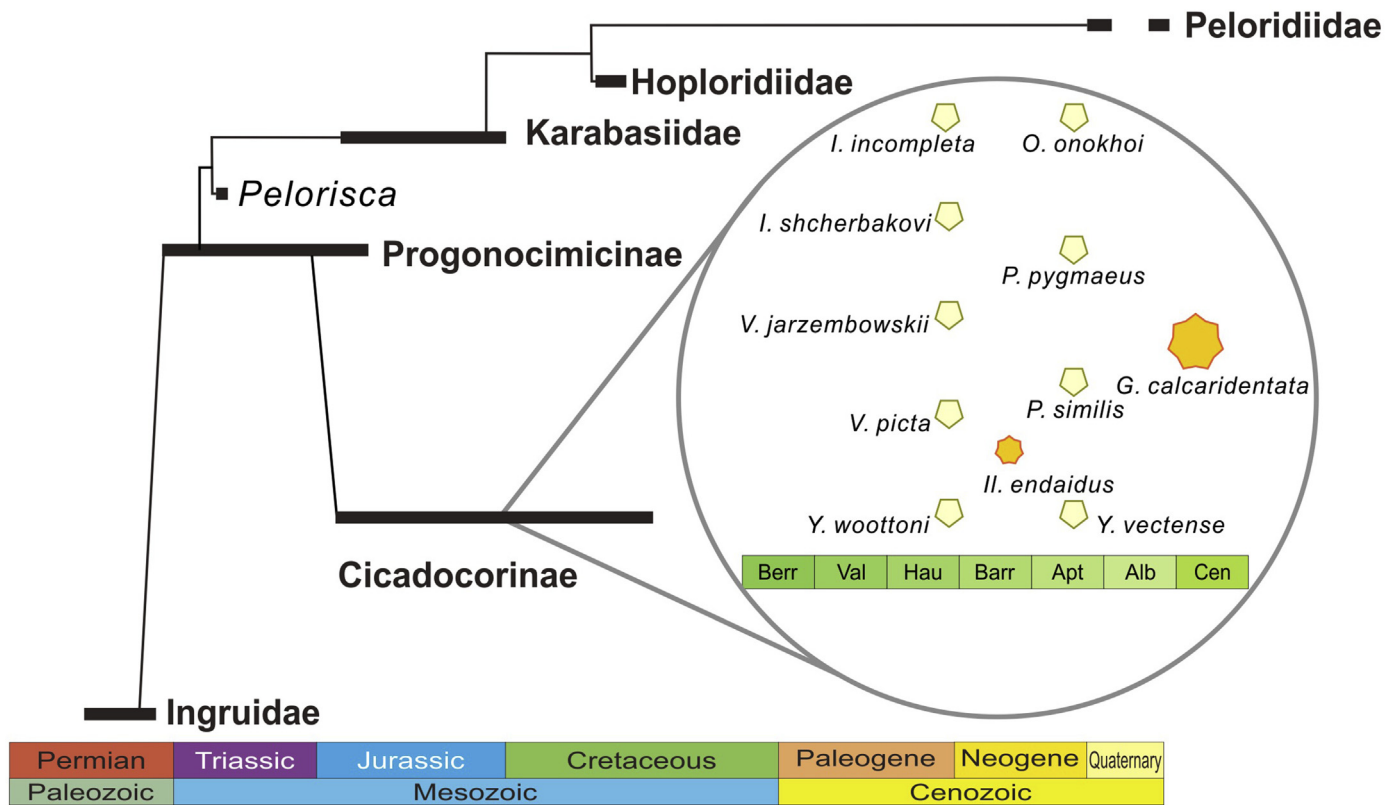 Peloridiidae
Hoploridiidae
Karabasiidae
I. incompleta
O. onokhoi
Pelorisca
I. shcherbakovi
Progonocimicinae
P. pygmaeus
V. jarzembowskii
G. calcaridentata
P. similis
V. picta
Il. endaidus
Y. woottoni
Y. vectense
Berr Val Hau Barr Apt Alb Cen
Cicadocorinae
Ingruidae
Permian Triassic Jurassic Cretaceous Paleogene Neogene Quaternary
Paleozoic Mesozoic Cenozoic